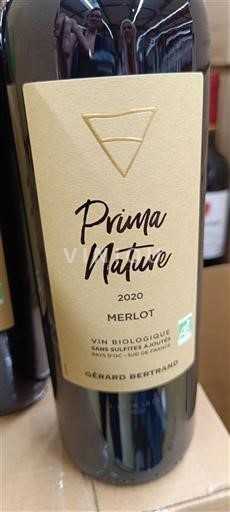 Prima
Nature
2020
MERLOT
VIN BIOLOGIQUE
SANS SULFITES AJOUTÉS
PAYS D'OC - SUD DE FRANCE
GÉRARD BERTRAND